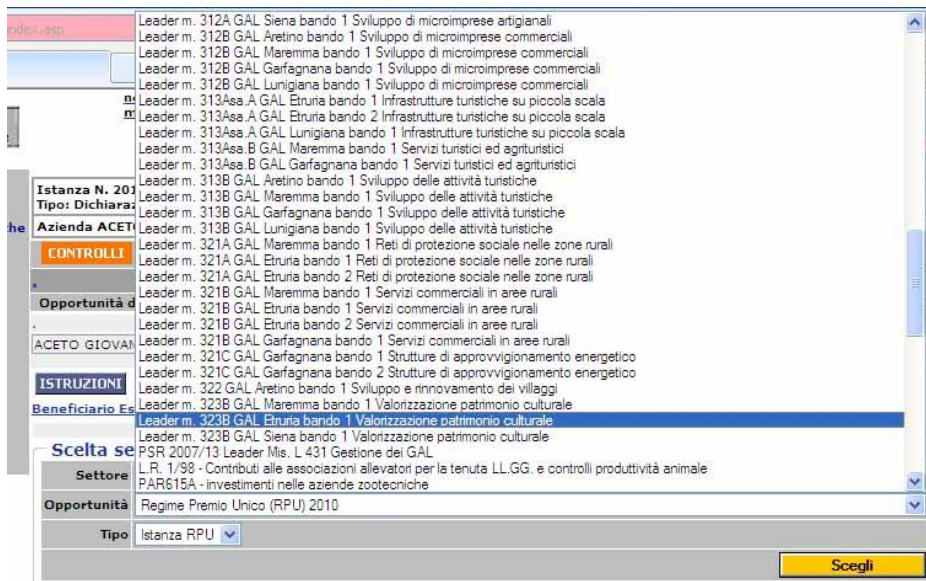 ndex.asp
Leader m. 312A GAL Siena bando 1 Sviluppo di microimprese artigianali
Leader m. 312B GAL Aretino bando 1 Sviluppo di microimprese commerciali
Leader m. 312B GAL Maremma bando 1 Sviluppo di microimprese commerciali
Leader m. 312B GAL Garfagnana bando 1 Sviluppo di microimprese commerciali
Leader m. 312B GAL Lunigiana bando 1 Sviluppo di microimprese commerciali
Leader m. 313Asa.A GAL Etruria bando 1 Infrastrutture turistiche su piccola scala
Leader m. 313Asa.A GAL Etruria bando 2 Infrastrutture turistiche su piccola scala
Leader m. 313Asa.A GAL Lunigiana bando 1 Infrastrutture turistiche su piccola scala
Leader m. 313Asa.B GAL Maremma bando 1 Servizi turistici ed agrituristici
Leader m. 313Asa.B GAL Garfagnana bando 1 Servizi turistici ed agrituristici
Leader m. 313B GAL Aretino bando 1 Sviluppo delle attività turistiche
Leader m. 313B GAL Maremma bando 1 Sviluppo delle attività turistiche
Leader m. 313B GAL Garfagnana bando 1 Sviluppo delle attività turistiche
Leader m. 313B GAL Lunigiana bando 1 Sviluppo delle attività turistiche
Leader m. 321A GAL Maremma bando 1 Reti di protezione sociale nelle zone rurali
Leader m. 321A GAL Etruria bando 1 Reti di protezione sociale nelle zone rurali
Leader m. 321A GAL Etruria bando 2 Reti di protezione sociale nelle zone rurali
Leader m. 321B GAL Maremma bando 1 Servizi commerciali in aree rurali
Leader m. 321B GAL Etruria bando 1 Servizi commerciali in aree rurali
Leader m. 321B GAL Etruria bando 2 Servizi commerciali in aree rurali
Leader m. 321B GAL Garfagnana bando 1 Servizi commerciali in aree rurali
Leader m. 321C GAL Garfagnana bando 1 Strutture di approvvigionamento energetico
Leader m. 321C GAL Garfagnana bando 2 Strutture di approvvigionamento energetico
Leader m. 322 GAL Aretino bando 1 Sviluppo e rinnovamento dei villaggi
Leader m. 323B GAL Maremma bando 1 Valorizzazione patrimonio culturale
Leader m. 323B GAL Etruria bando 1 Valorizzazione patrimonio culturale
Leader m. 323B GAL Siena bando 1 Valorizzazione patrimonio culturale
PSR 2007/13 Leader Mis. L 431 Gestione dei GAL
L.R. 1/98 - Contributi alle associazioni allevatori per la tenuta LL.GG. e controlli produttività animale
PAR615A - investimenti nelle aziende zootecniche
Istanza N. 201
Tipo: Dichiaraz
he
Azienda ACETO
CONTROLLI
Opportunità d
ACETO GIOVAN
ISTRUZIONI
Beneficiario Es
Scelta se
Settore
Opportunità Regime Premio Unico (RPU) 2010
Tipo Istanza RPU
Scegli